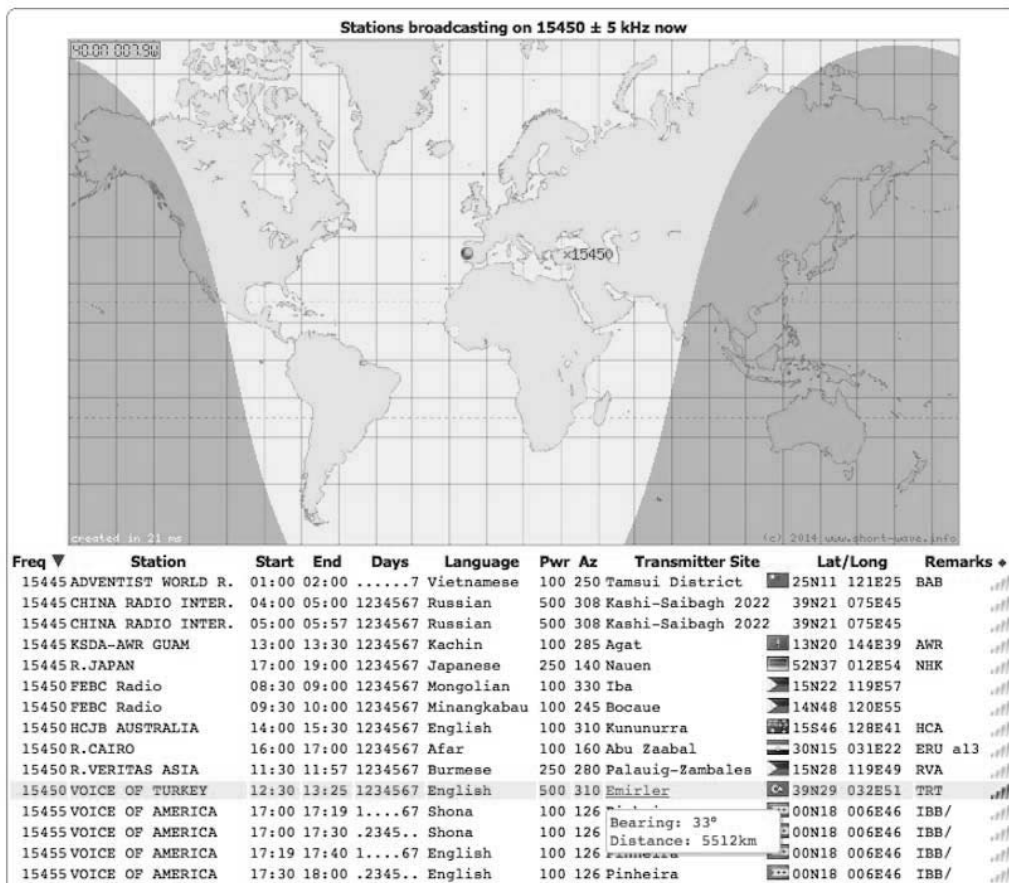 Stations broadcasting on 15450 ± 5 kHz now
40.0N 007.9W
×15450
created in 21 ms
(c) 2014 www.short-wave.info
Freq ▼ Station Start End Days Language Pwr Az Transmitter Site Lat/Long Remarks
15445 ADVENTIST WORLD R. 01:00 02:00 ......7 Vietnamese 100 250 Tamsui District 25N11 121E25 BAB
15445 CHINA RADIO INTER. 04:00 05:00 1234567 Russian 500 308 Kashi-Saibagh 2022 39N21 075E45
15445 CHINA RADIO INTER. 05:00 05:57 1234567 Russian 500 308 Kashi-Saibagh 2022 39N21 075E45
15445 KSDA-AWR GUAM 13:00 13:30 1234567 Kachin 100 285 Agat 13N20 144E39 AWR
15445 R.JAPAN 17:00 19:00 1234567 Japanese 250 140 Nauen 52N37 012E54 NHK
15450 FEBC Radio 08:30 09:00 1234567 Mongolian 100 330 Iba 15N22 119E57
15450 FEBC Radio 09:30 10:00 1234567 Minangkabau 100 245 Bocaue 14N48 120E55
15450 HCJB AUSTRALIA 14:00 15:30 1234567 English 100 310 Kununurra 15S46 128E41 HCA
15450 R.CAIRO 16:00 17:00 1234567 Afar 100 160 Abu Zaabal 30N15 031E22 ERU a13
15450 R.VERITAS ASIA 11:30 11:57 1234567 Burmese 250 280 Palauig-Zambales 15N28 119E49 RVA
15450 VOICE OF TURKEY 12:30 13:25 1234567 English 500 310 Emirler 39N29 032E51 TRT
15455 VOICE OF AMERICA 17:00 17:19 1....67 Shona 100 126 00N18 006E46 IBB/
Bearing: 33°
15455 VOICE OF AMERICA 17:00 17:30 .2345.. Shona 100 126 00N18 006E46 IBB/
Distance: 5512km
15455 VOICE OF AMERICA 17:19 17:40 1....67 English 100 126 Pinheira 00N18 006E46 IBB/
15455 VOICE OF AMERICA 17:30 18:00 .2345.. English 100 126 Pinheira 00N18 006E46 IBB/